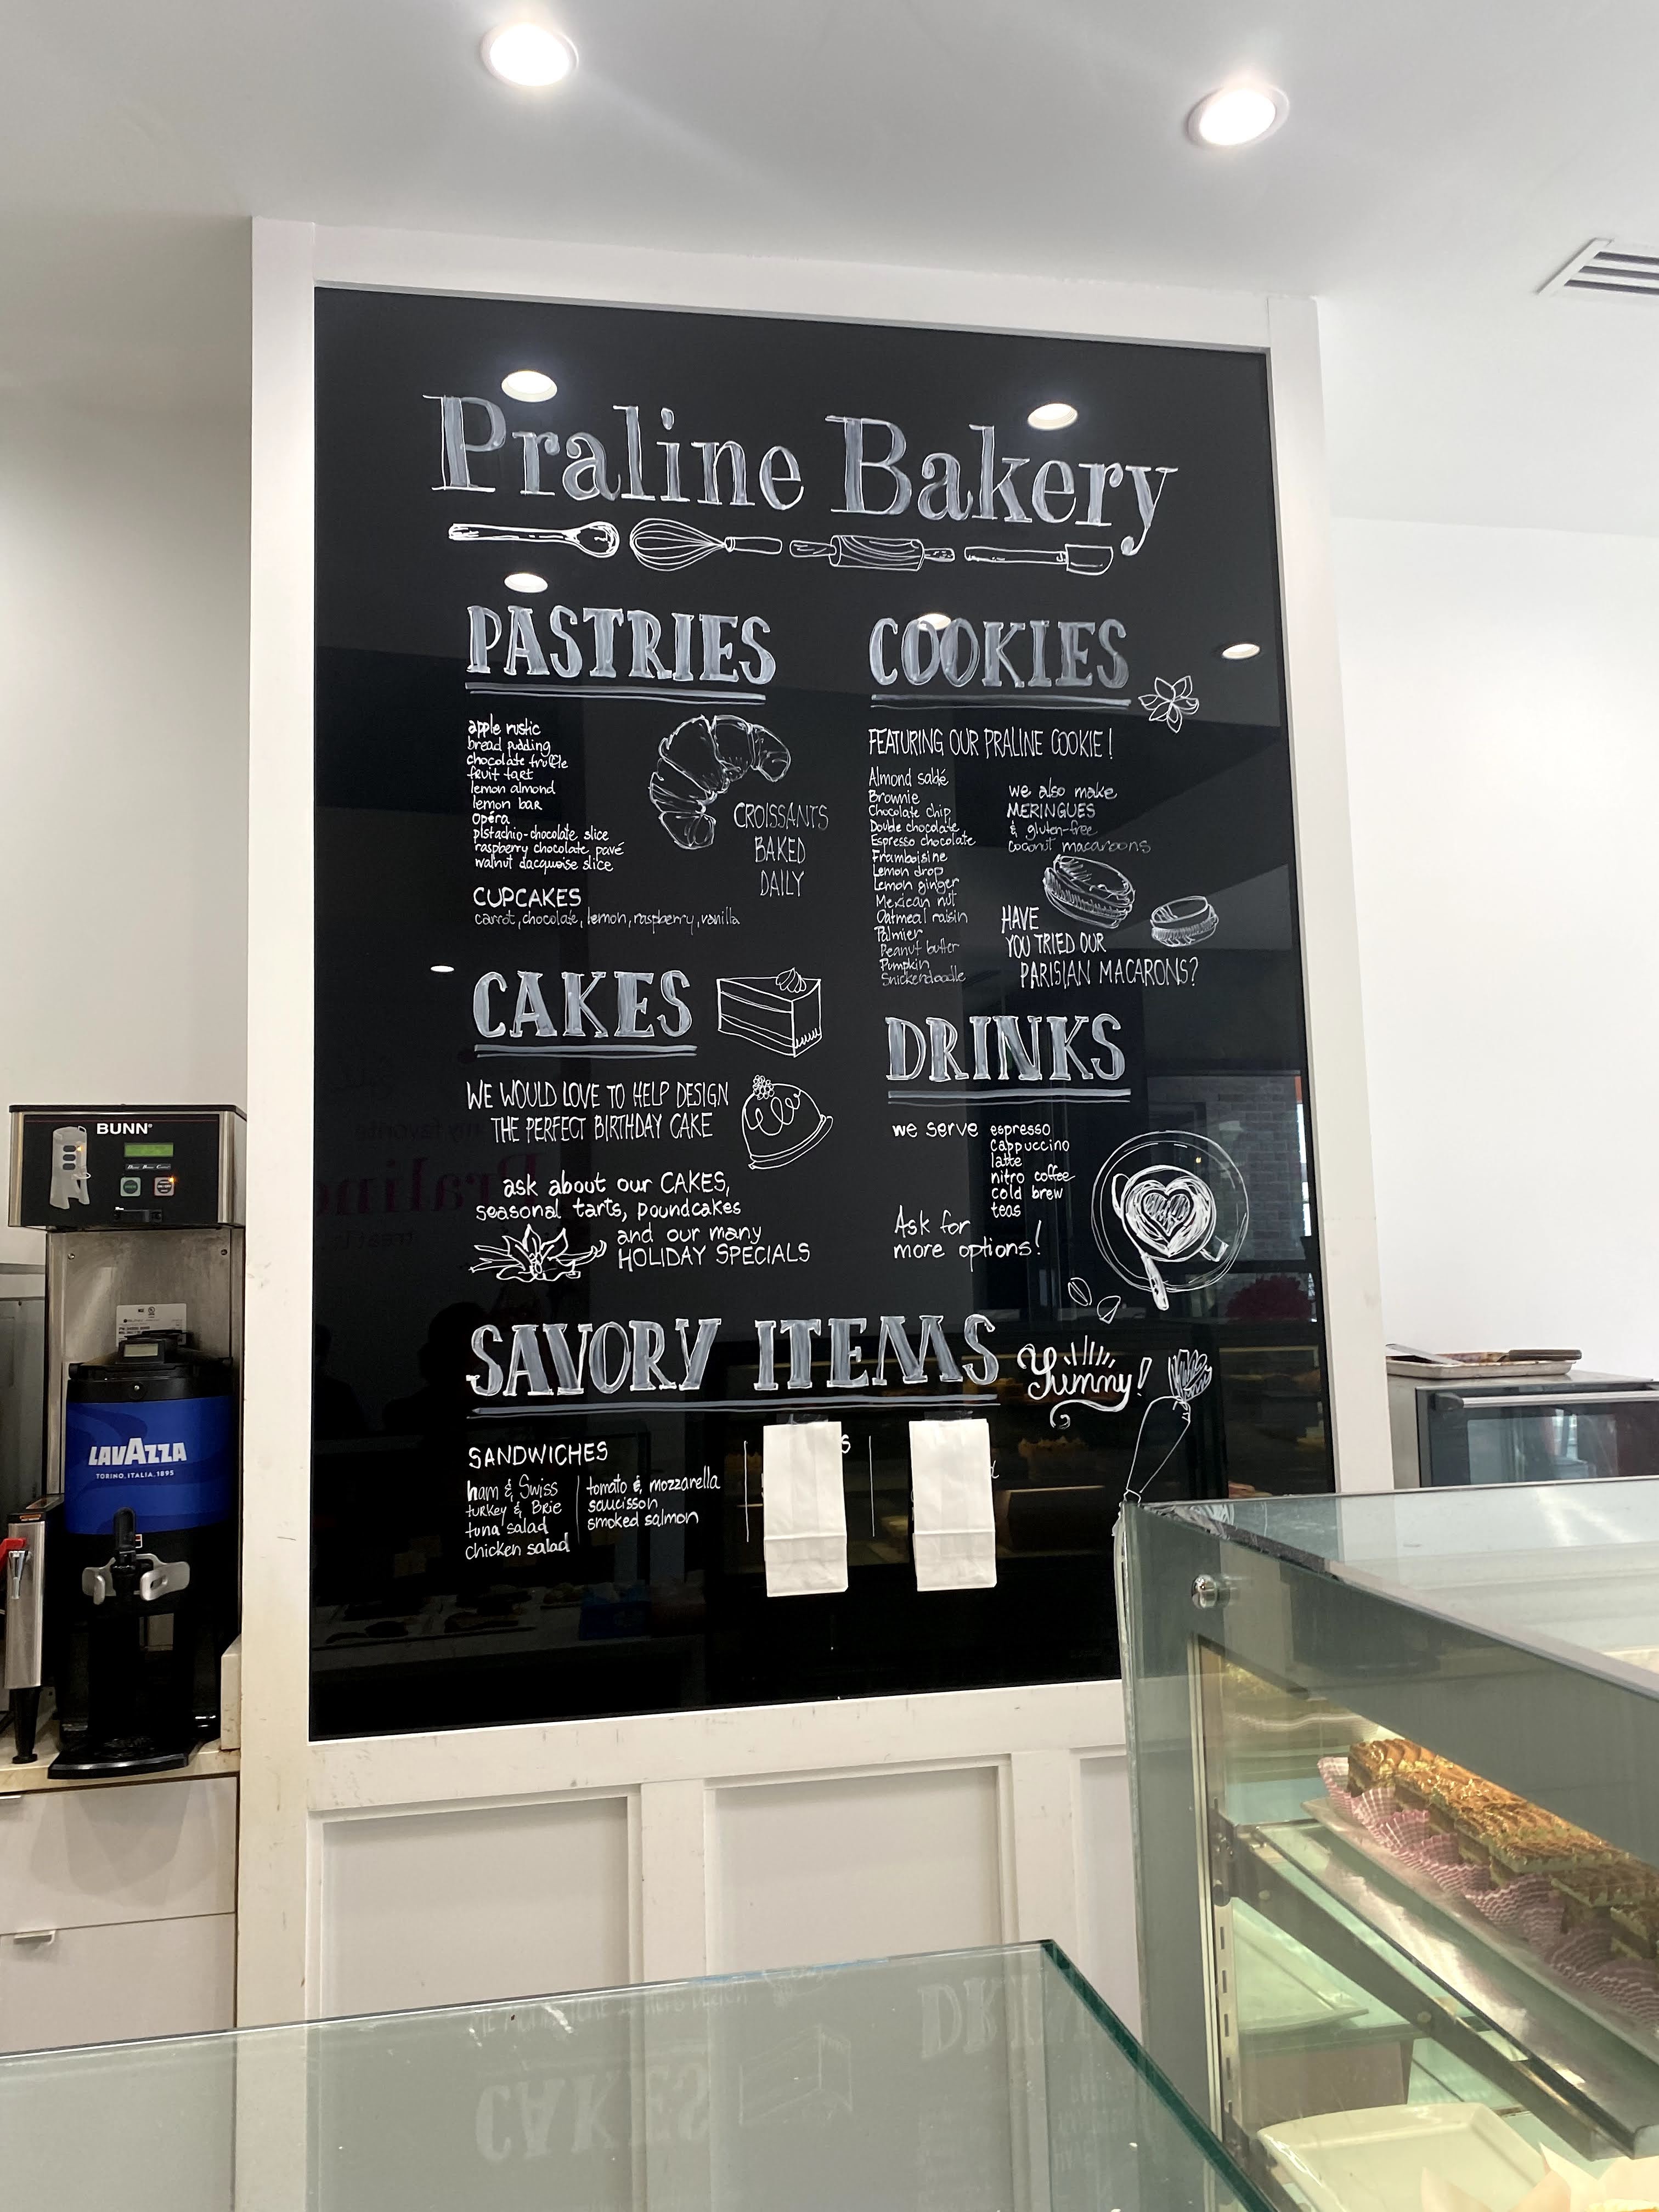 Praline Bakery
PASTRIES
apple rustic
bread pudding
chocolate truffle
fruit tart
lemon almond
lemon bar
opéra
pistachio-chocolate slice
raspberry chocolate pavé
walnut dacquoise slice
CROISSANTS
BAKED
DAILY
CUPCAKES
carrot, chocolate, lemon, raspberry, vanilla
COOKIES
FEATURING OUR PRALINE COOKIE!
Almond sablé
Brownie
Chocolate chip
Double chocolate
Espresso chocolate
Framboisine
Lemon drop
Lemon ginger
Mexican nut
Oatmeal raisin
Palmier
Peanut butter
Pumpkin
Snickerdoodle
we also make
MERINGUES
& gluten-free
coconut macaroons
HAVE
YOU TRIED OUR
PARISIAN MACARONS?
CAKES
WE WOULD LOVE TO HELP DESIGN
THE PERFECT BIRTHDAY CAKE
ask about our CAKES,
seasonal tarts, poundcakes
and our many
HOLIDAY SPECIALS
DRINKS
we serve espresso
cappuccino
latte
nitro coffee
cold brew
teas
Ask for
more options!
SAVORY ITEMS
Yummy!
SANDWICHES
ham & Swiss
turkey & Brie
tuna salad
chicken salad
tomato & mozzarella
saucisson
smoked salmon
BUNN
LAVAZZA
TORINO, ITALIA, 1895